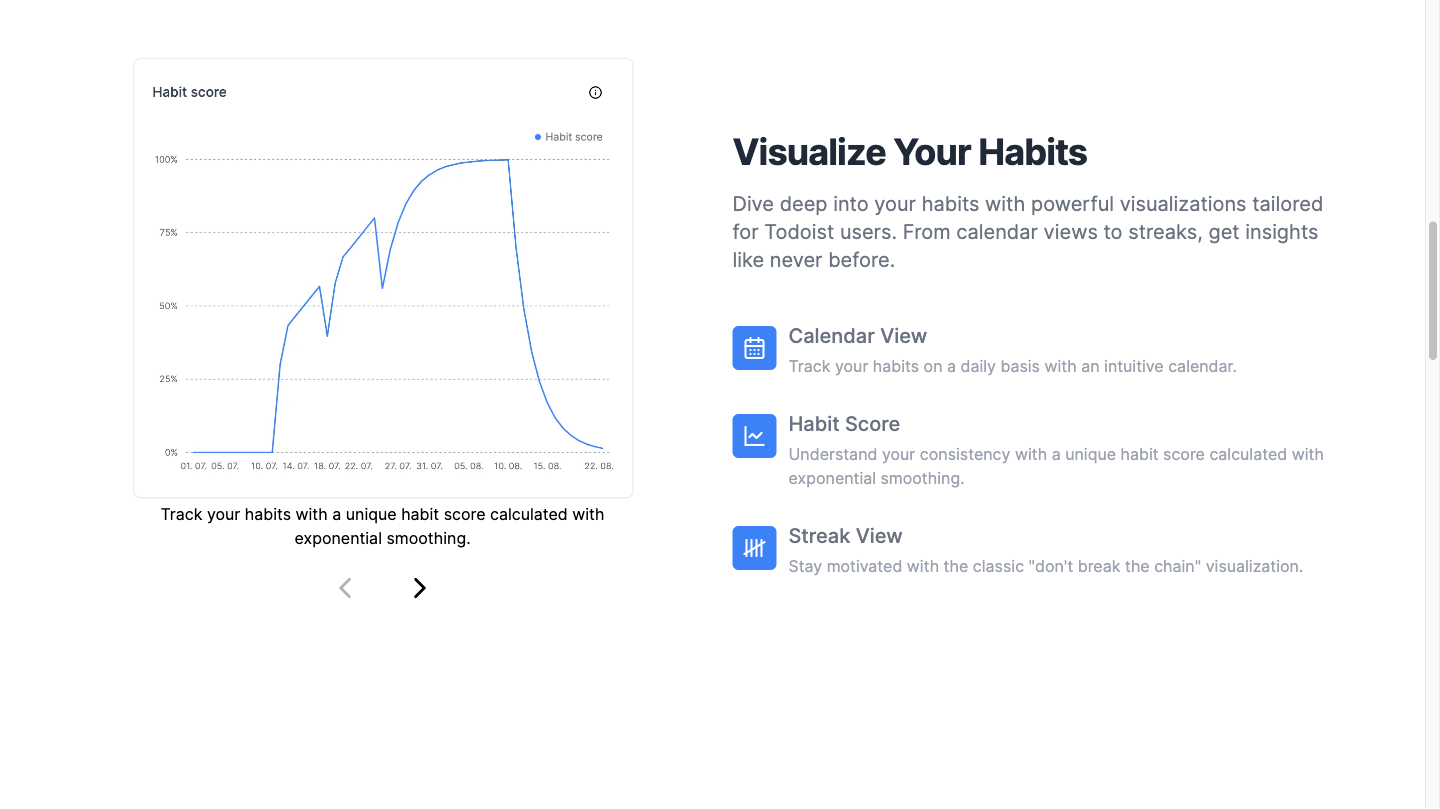 Habit score
Habit score
100%
75%
50%
25%
0%
01. 07. 05. 07. 10. 07. 14. 07. 18. 07. 22. 07. 27. 07. 31. 07. 05. 08. 10. 08. 15. 08. 22. 08.
Track your habits with a unique habit score calculated with
exponential smoothing.
Visualize Your Habits
Dive deep into your habits with powerful visualizations tailored
for Todoist users. From calendar views to streaks, get insights
like never before.
Calendar View
Track your habits on a daily basis with an intuitive calendar.
Habit Score
Understand your consistency with a unique habit score calculated with
exponential smoothing.
Streak View
Stay motivated with the classic "don't break the chain" visualization.